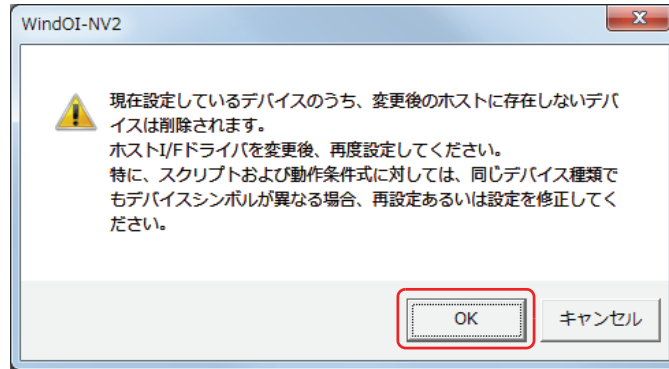 WindOI-NV2
現在設定しているデバイスのうち、変更後のホストに存在しないデバ
イスは削除されます。
ホストI/Fドライバを変更後、再度設定してください。
特に、スクリプトおよび動作条件式に対しては、同じデバイス種類で
もデバイスシンボルが異なる場合、再設定あるいは設定を修正してく
ださい。
OK
キャンセル